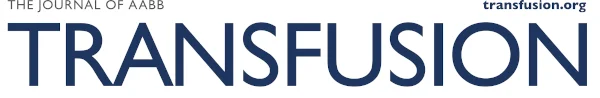 THE JOURNAL OF AABB
transfusion.org
TRANSFUSION